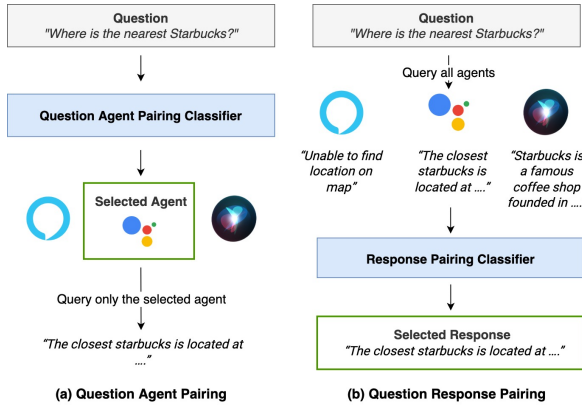 Question
"Where is the nearest Starbucks?"
Question Agent Pairing Classifier
Selected Agent
Query only the selected agent
"The closest starbucks is located at
...."
(a) Question Agent Pairing
Question
"Where is the nearest Starbucks?"
Query all agents
"Unable to find
location on
map"
"The closest
starbucks is
located at ...."
"Starbucks is
a famous
coffee shop
founded in ....
Response Pairing Classifier
Selected Response
"The closest starbucks is located at ...."
(b) Question Response Pairing